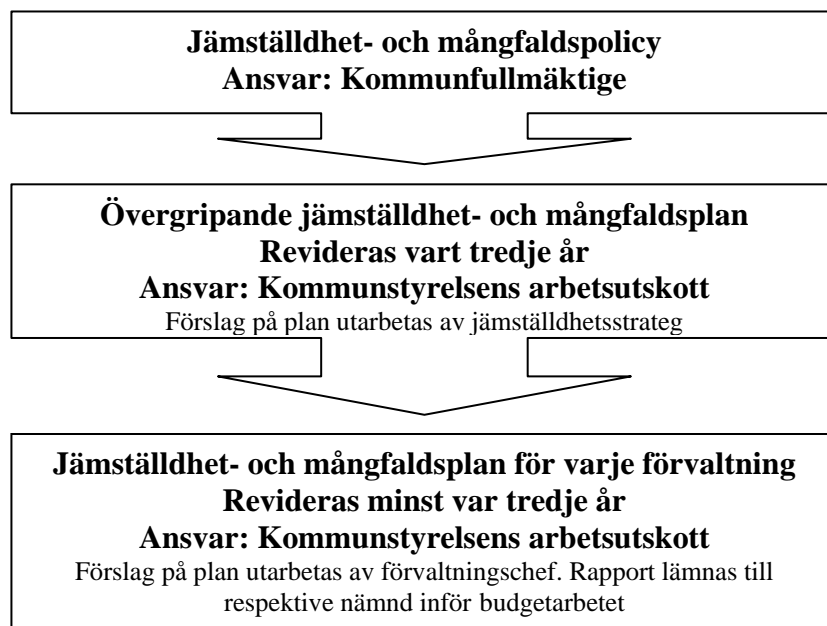 Jämställdhet- och mångfaldspolicy
Ansvar: Kommunfullmäktige
Övergripande jämställdhet- och mångfaldsplan
Revideras vart tredje år
Ansvar: Kommunstyrelsens arbetsutskott
Förslag på plan utarbetas av jämställdhetsstrateg
Jämställdhet- och mångfaldsplan för varje förvaltning
Revideras minst var tredje år
Ansvar: Kommunstyrelsens arbetsutskott
Förslag på plan utarbetas av förvaltningschef. Rapport lämnas till
respektive nämnd inför budgetarbetet